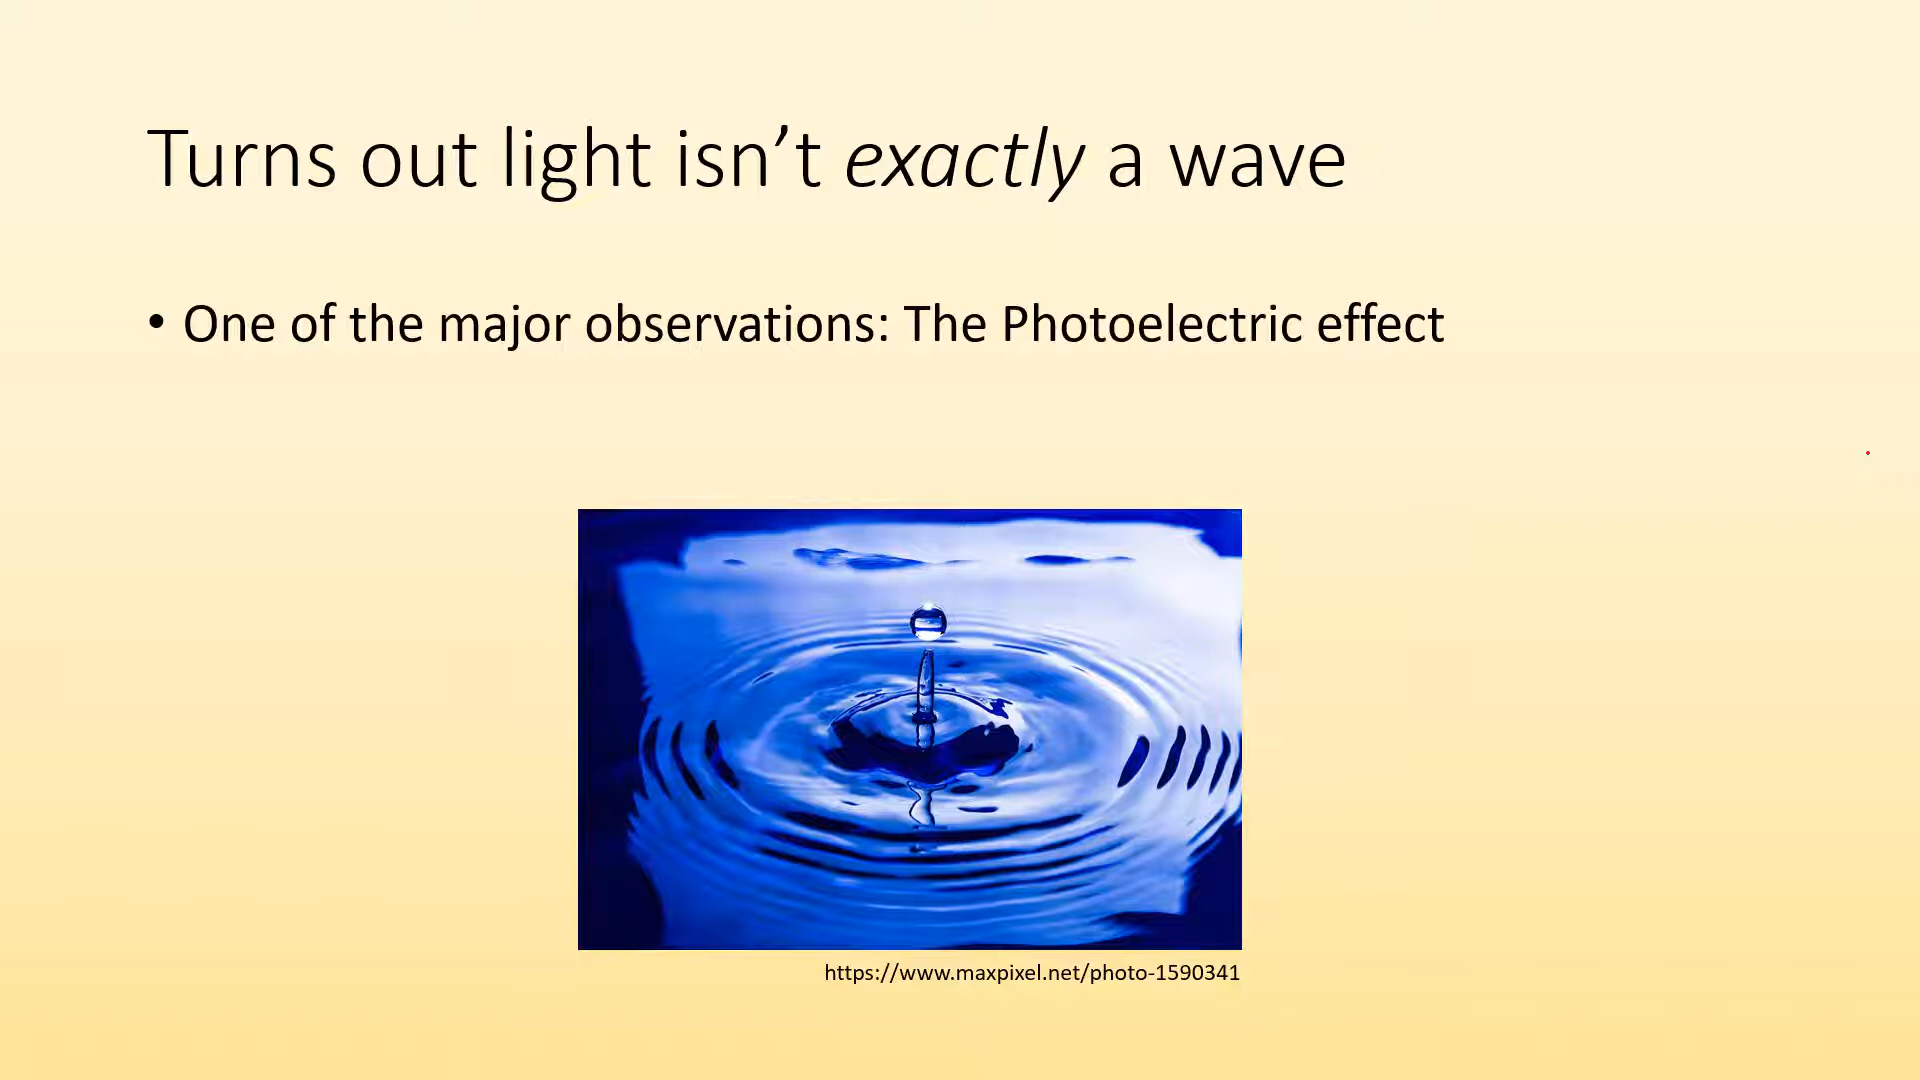 Turns out light isn’t exactly a wave
• One of the major observations: The Photoelectric effect
https://www.maxpixel.net/photo-1590341